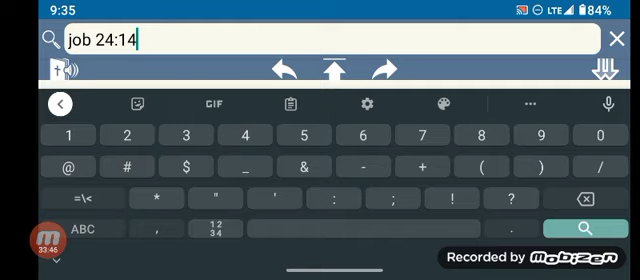 9:35 LTE 84%
job 24:14
GIF
1 2 3 4 5 6 7 8 9 0
@ # $ _ & - + ( ) /
=\< * " ' : ; ! ?
ABC , 12 34 .
33:46
Recorded by mobizen